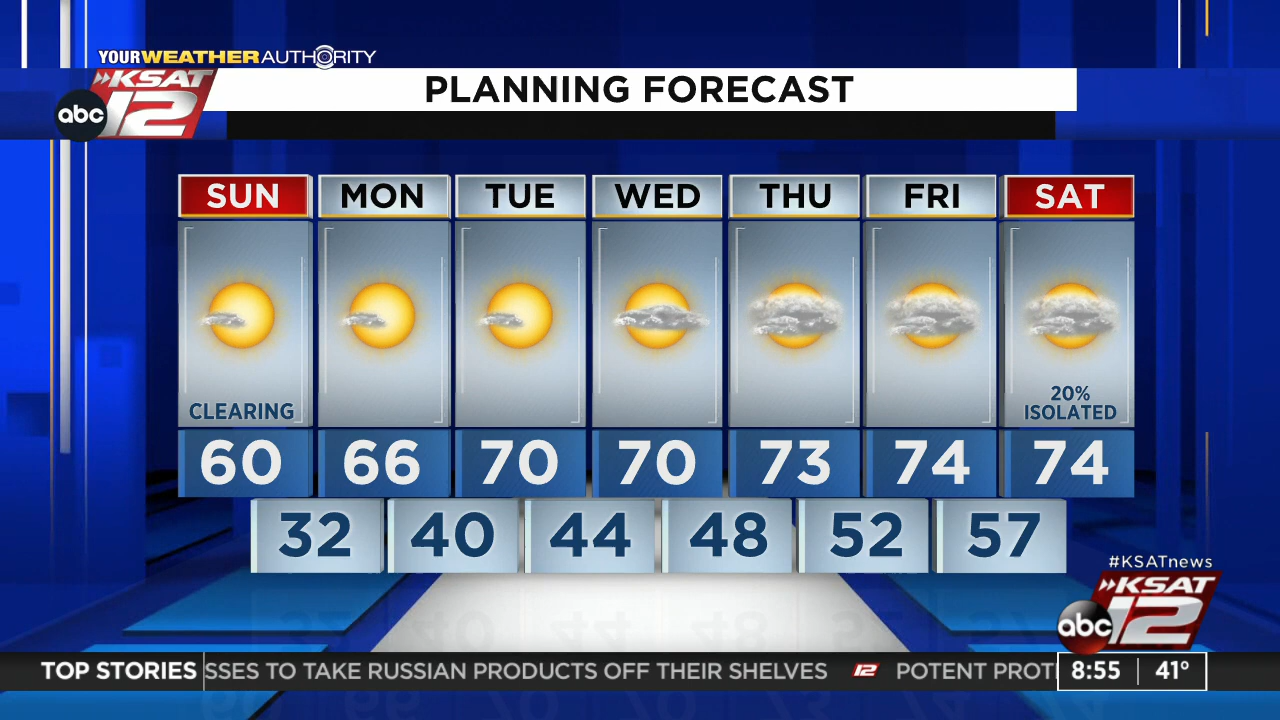 YOURWEATHERAUTHORITY
KSAT
abc 12
PLANNING FORECAST
SUN MON TUE WED THU FRI SAT
CLEARING
20%
ISOLATED
60 66 70 70 73 74 74
32 40 44 48 52 57
#KSATnews
KSAT
abc 12
TOP STORIES SSES TO TAKE RUSSIAN PRODUCTS OFF THEIR SHELVES 12 POTENT PROT 8:55 41°